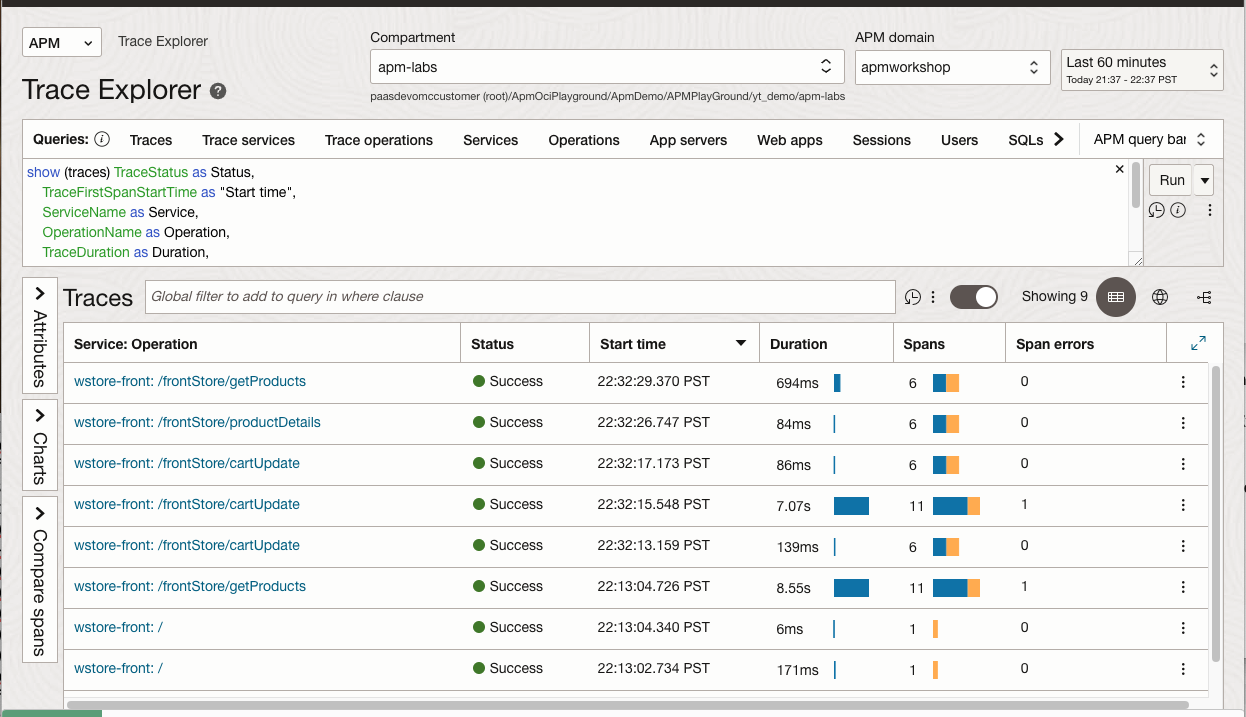 APM
Trace Explorer
Compartment
APM domain
apm-labs
apmworkshop
Last 60 minutes
Today 21:37 - 22:37 PST
Trace Explorer ?
paasdevomccustomer (root)/ApmOciPlayground/ApmDemo/APMPlayGround/yt_demo/apm-labs
Queries: i Traces Trace services Trace operations Services Operations App servers Web apps Sessions Users SQLs APM query bar
show (traces) TraceStatus as Status,
TraceFirstSpanStartTime as "Start time",
ServiceName as Service,
OperationName as Operation,
TraceDuration as Duration,
Run
Attributes
Charts
Compare spans
Traces Global filter to add to query in where clause Showing 9
Service: Operation Status Start time Duration Spans Span errors
wstore-front: /frontStore/getProducts Success 22:32:29.370 PST 694ms 6 0
wstore-front: /frontStore/productDetails Success 22:32:26.747 PST 84ms 6 0
wstore-front: /frontStore/cartUpdate Success 22:32:17.173 PST 86ms 6 0
wstore-front: /frontStore/cartUpdate Success 22:32:15.548 PST 7.07s 11 1
wstore-front: /frontStore/cartUpdate Success 22:32:13.159 PST 139ms 6 0
wstore-front: /frontStore/getProducts Success 22:13:04.726 PST 8.55s 11 1
wstore-front: / Success 22:13:04.340 PST 6ms 1 0
wstore-front: / Success 22:13:02.734 PST 171ms 1 0